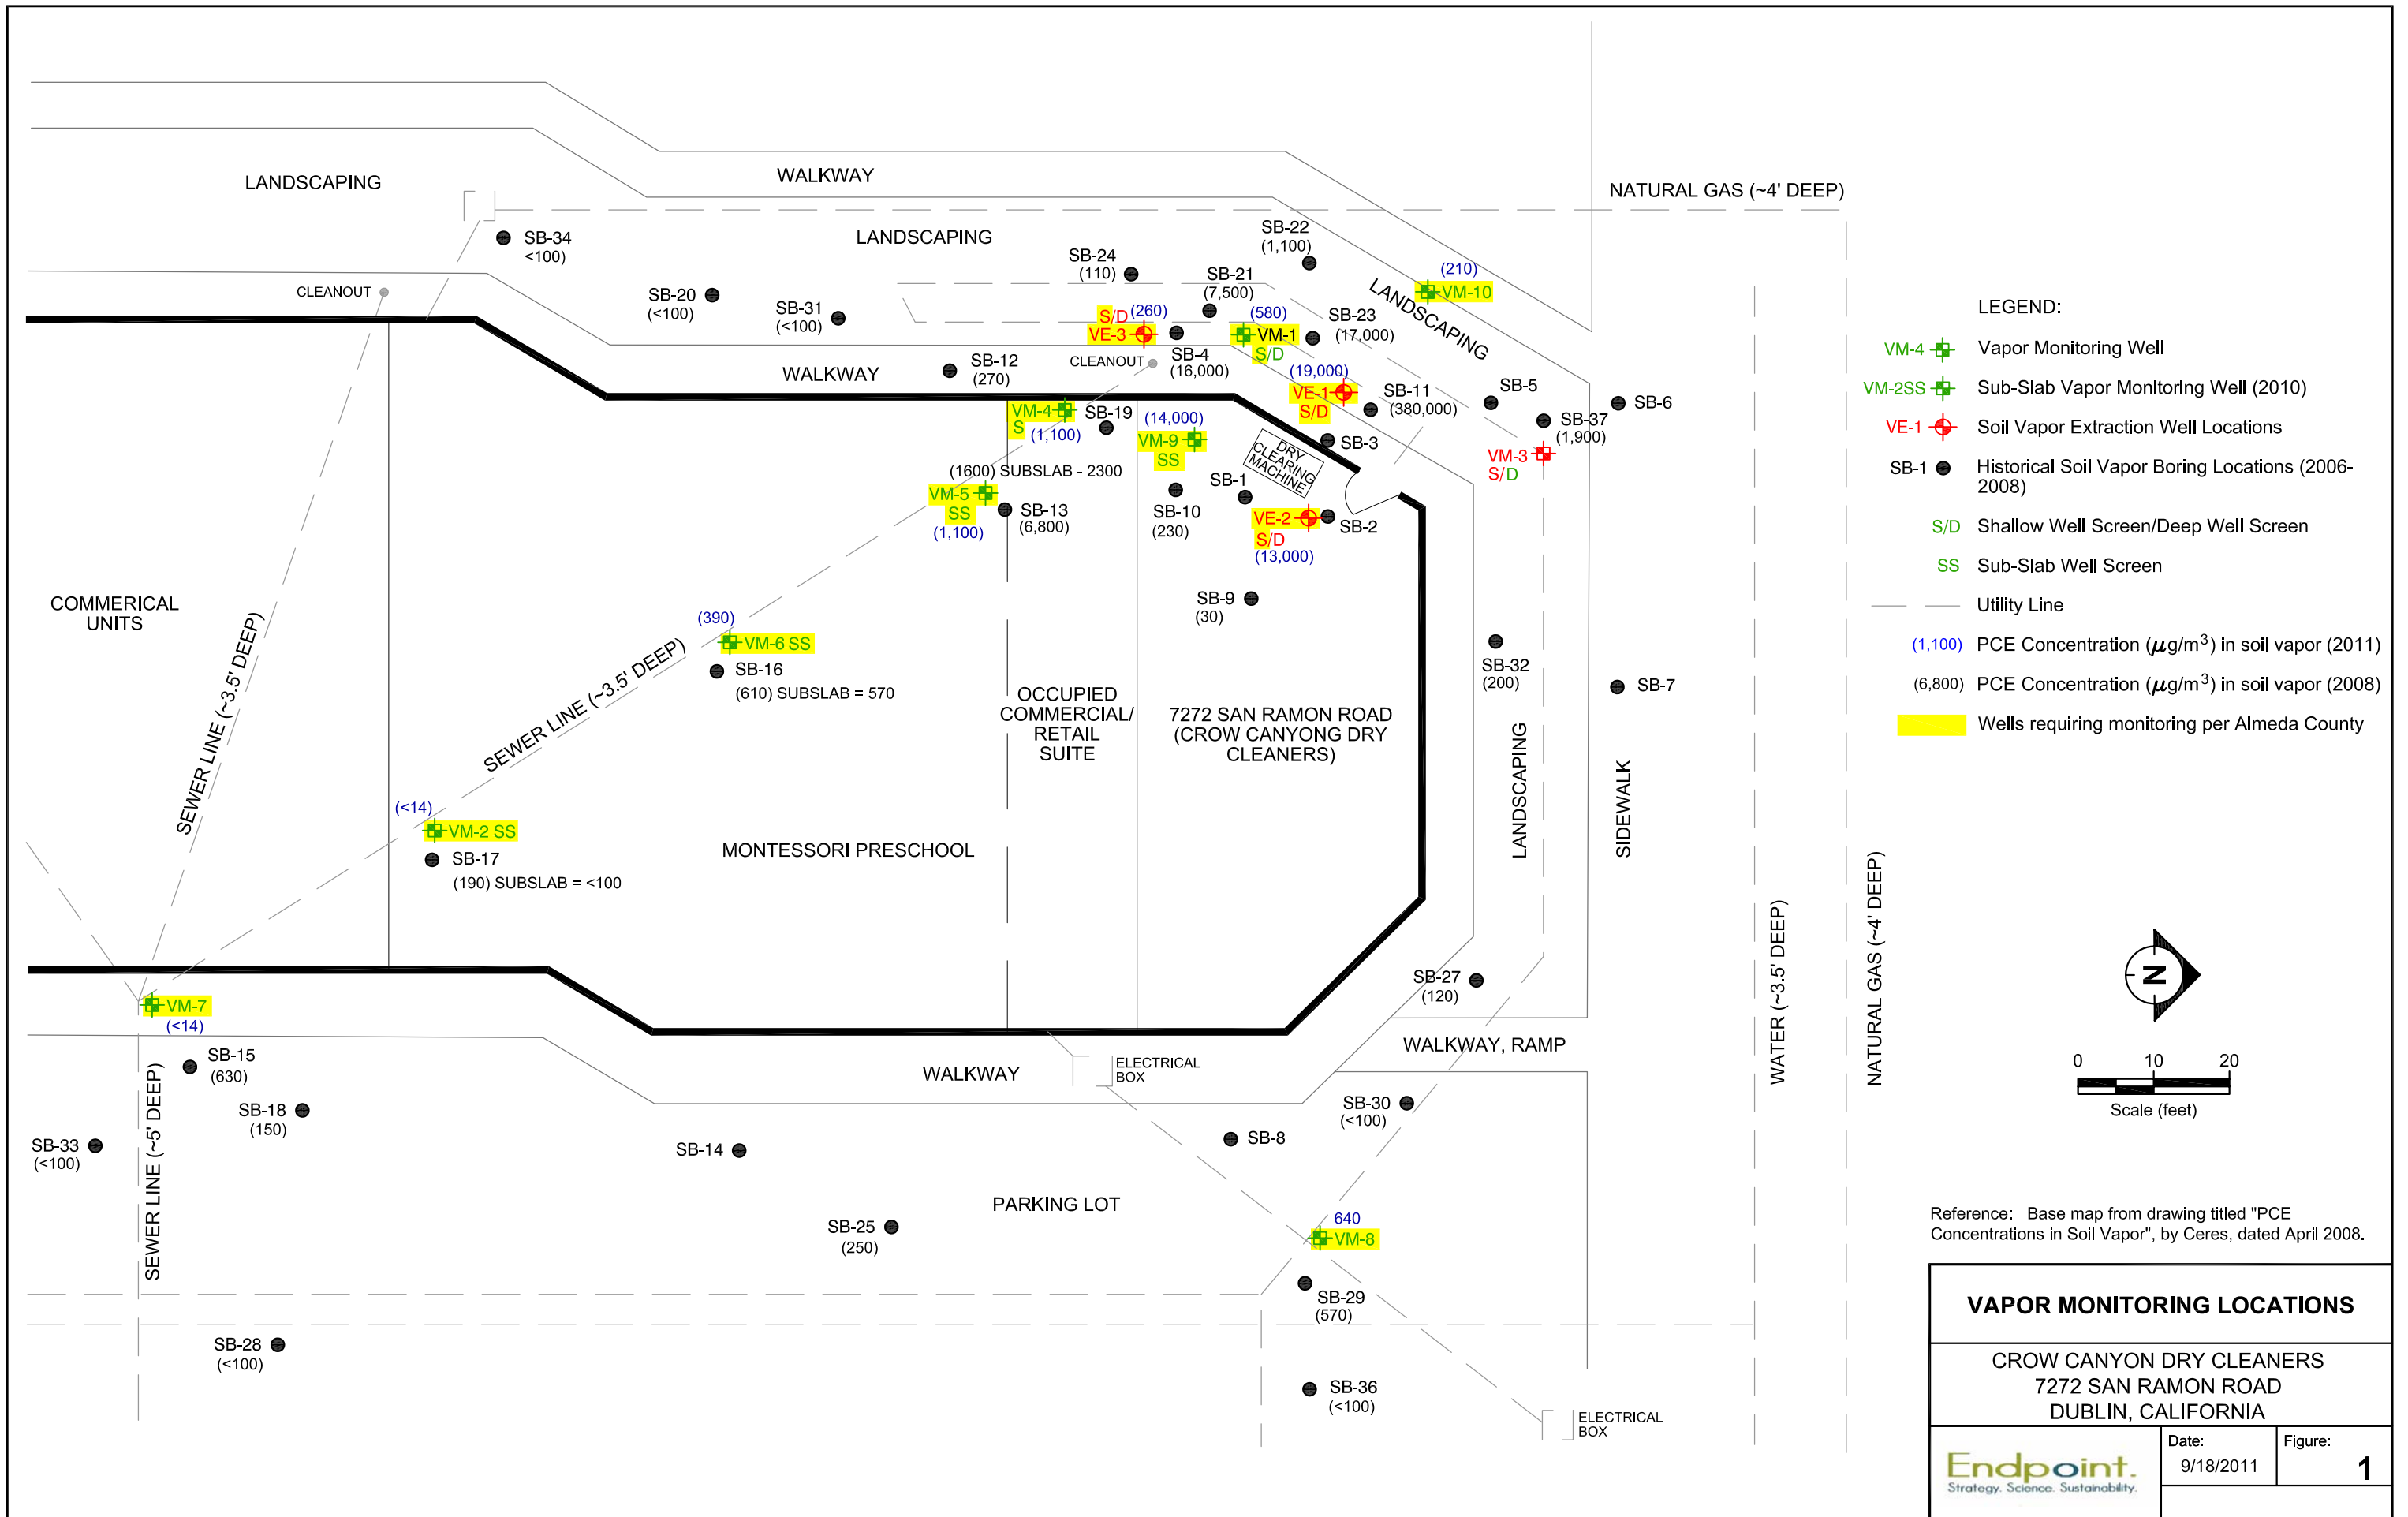 LANDSCAPING
WALKWAY
NATURAL GAS (~4' DEEP)
SB-34
<100)
LANDSCAPING
SB-22
(1,100)
SB-24
(110)
SB-21
(7,500)
(210)
VM-10
LANDSCAPING
CLEANOUT
SB-20
(<100)
SB-31
(<100)
S/D
(260)
VE-3
(580)
VM-1
S/D
SB-23
(17,000)
SB-4
(16,000)
CLEANOUT
SB-12
(270)
WALKWAY
(19,000)
VE-1
S/D
SB-11
(380,000)
SB-5
SB-6
SB-37
(1,900)
VM-3
S/D
VM-4
S
(1,100)
SB-19
(14,000)
VM-9
SS
SB-3
DRY
CLEARING
MACHINE
(1600) SUBSLAB - 2300
VM-5
SS
(1,100)
SB-13
(6,800)
SB-10
(230)
SB-1
VE-2
S/D
(13,000)
SB-2
SB-9
(30)
COMMERICAL
UNITS
SEWER LINE (~3.5' DEEP)
(390)
VM-6 SS
SB-16
(610) SUBSLAB = 570
SEWER LINE (~3.5' DEEP)
OCCUPIED
COMMERCIAL/
RETAIL
SUITE
7272 SAN RAMON ROAD
(CROW CANYONG DRY
CLEANERS)
SB-32
(200)
SB-7
LANDSCAPING
SIDEWALK
(<14)
VM-2 SS
SB-17
(190) SUBSLAB = <100
MONTESSORI PRESCHOOL
WATER (~3.5' DEEP)
NATURAL GAS (~4' DEEP)
SB-27
(120)
VM-7
(<14)
WALKWAY, RAMP
SB-15
(630)
WALKWAY
ELECTRICAL
BOX
SB-18
(150)
SB-33
(<100)
SEWER LINE (~5' DEEP)
SB-14
SB-8
SB-30
(<100)
PARKING LOT
SB-25
(250)
640
VM-8
SB-29
(570)
SB-28
(<100)
SB-36
(<100)
ELECTRICAL
BOX
LEGEND:
VM-4 Vapor Monitoring Well
VM-2SS Sub-Slab Vapor Monitoring Well (2010)
VE-1 Soil Vapor Extraction Well Locations
SB-1 Historical Soil Vapor Boring Locations (2006-
2008)
S/D Shallow Well Screen/Deep Well Screen
SS Sub-Slab Well Screen
Utility Line
(1,100) PCE Concentration (µg/m³) in soil vapor (2011)
(6,800) PCE Concentration (µg/m³) in soil vapor (2008)
Wells requiring monitoring per Almeda County
N
0 10 20
Scale (feet)
Reference: Base map from drawing titled "PCE
Concentrations in Soil Vapor", by Ceres, dated April 2008.
VAPOR MONITORING LOCATIONS
CROW CANYON DRY CLEANERS
7272 SAN RAMON ROAD
DUBLIN, CALIFORNIA
Endpoint.
Strategy. Science. Sustainability.
Date:
9/18/2011
Figure:
1